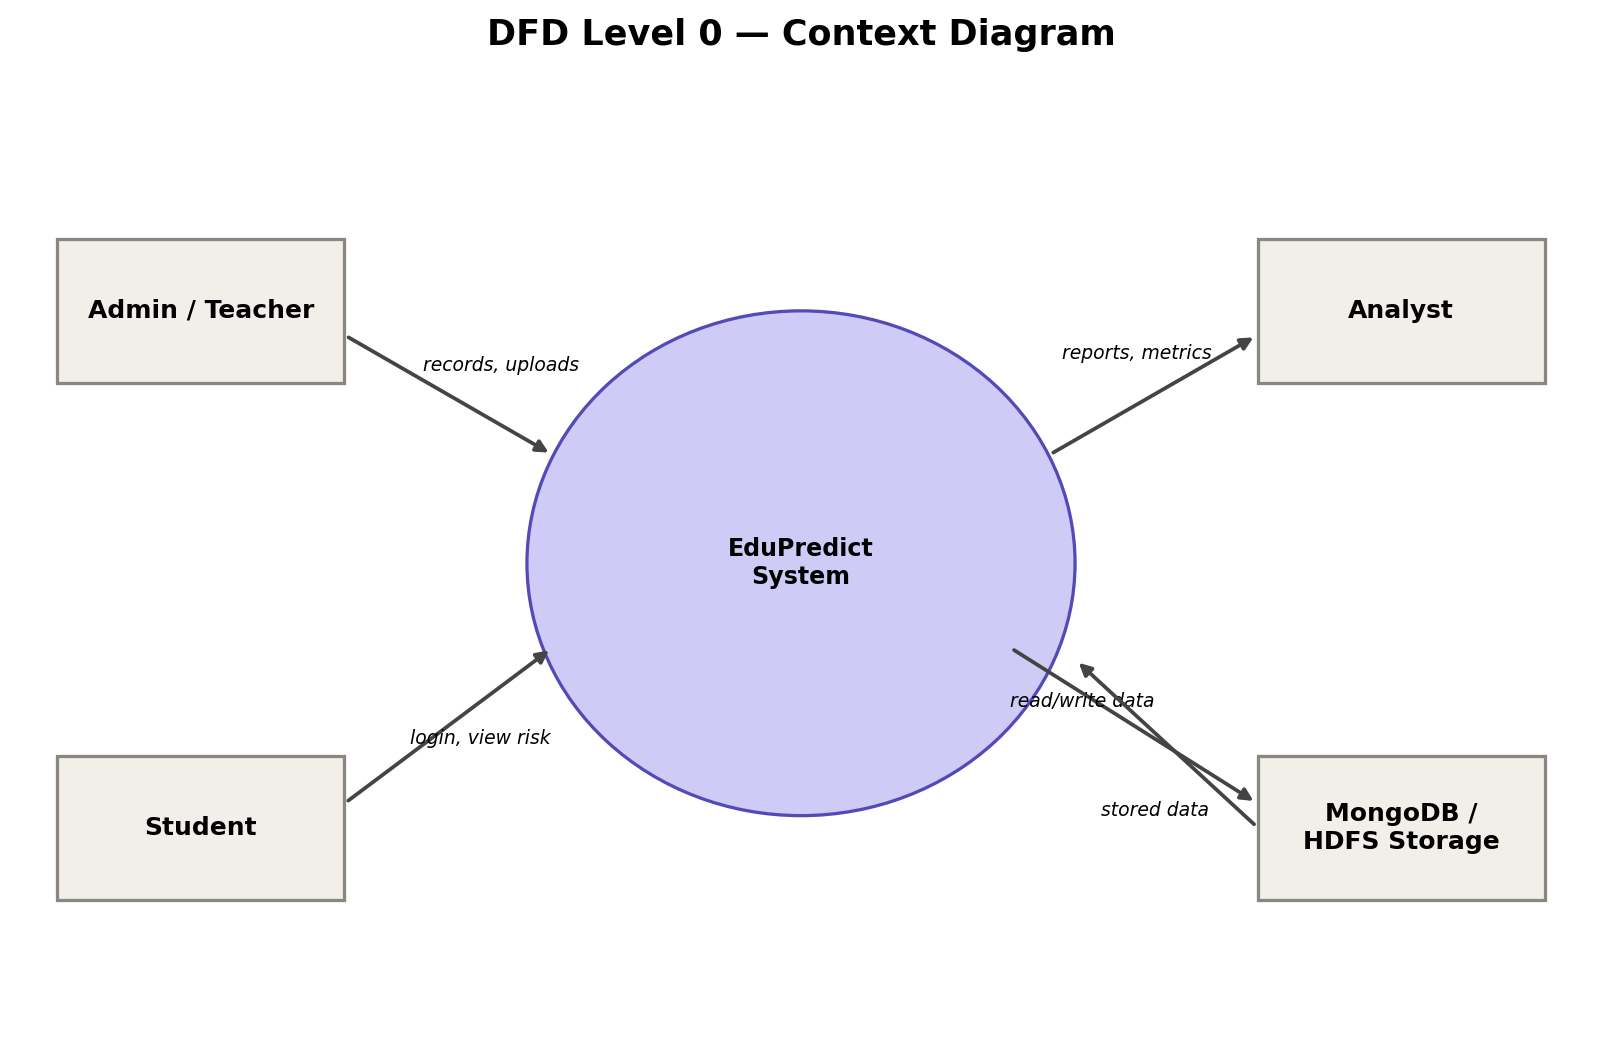 DFD Level 0 — Context Diagram
Admin / Teacher
Analyst
records, uploads
reports, metrics
EduPredict
System
read/write data
login, view risk
stored data
Student
MongoDB /
HDFS Storage